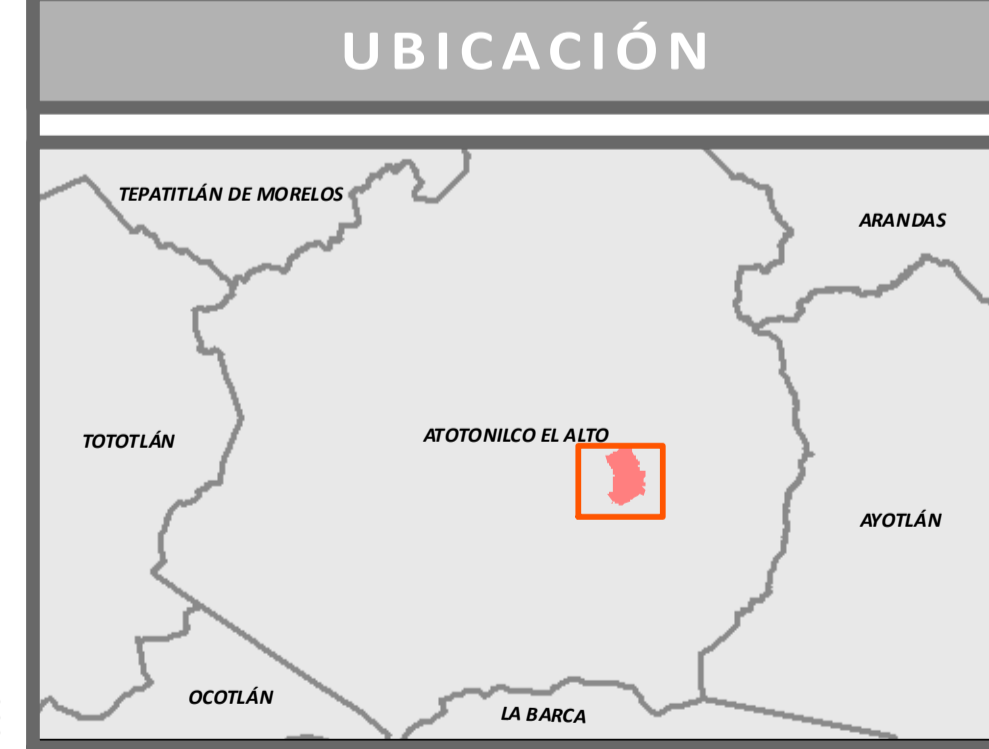 UBICACIÓN
TEPATITLÁN DE MORELOS
ARANDAS
ATOTONILCO EL ALTO
TOTOTLÁN
AYOTLÁN
OCOTLÁN
LA BARCA